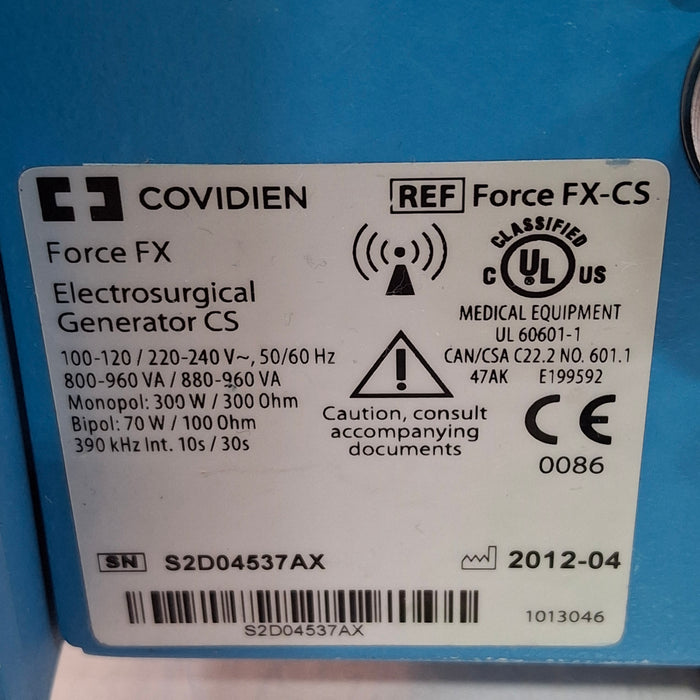 COVIDIEN
REF Force FX-CS
Force FX
Electrosurgical
Generator CS
100-120 / 220-240 V~, 50/60 Hz
800-960 VA / 880-960 VA
Monopol: 300 W / 300 Ohm
Bipol: 70 W / 100 Ohm
390 kHz Int. 10s / 30s
Caution, consult
accompanying
documents
CLASSIFIED
C UL US
MEDICAL EQUIPMENT
UL 60601-1
CAN/CSA C22.2 NO. 601.1
47AK E199592
CE
0086
SN S2D04537AX
2012-04
S2D04537AX
1013046